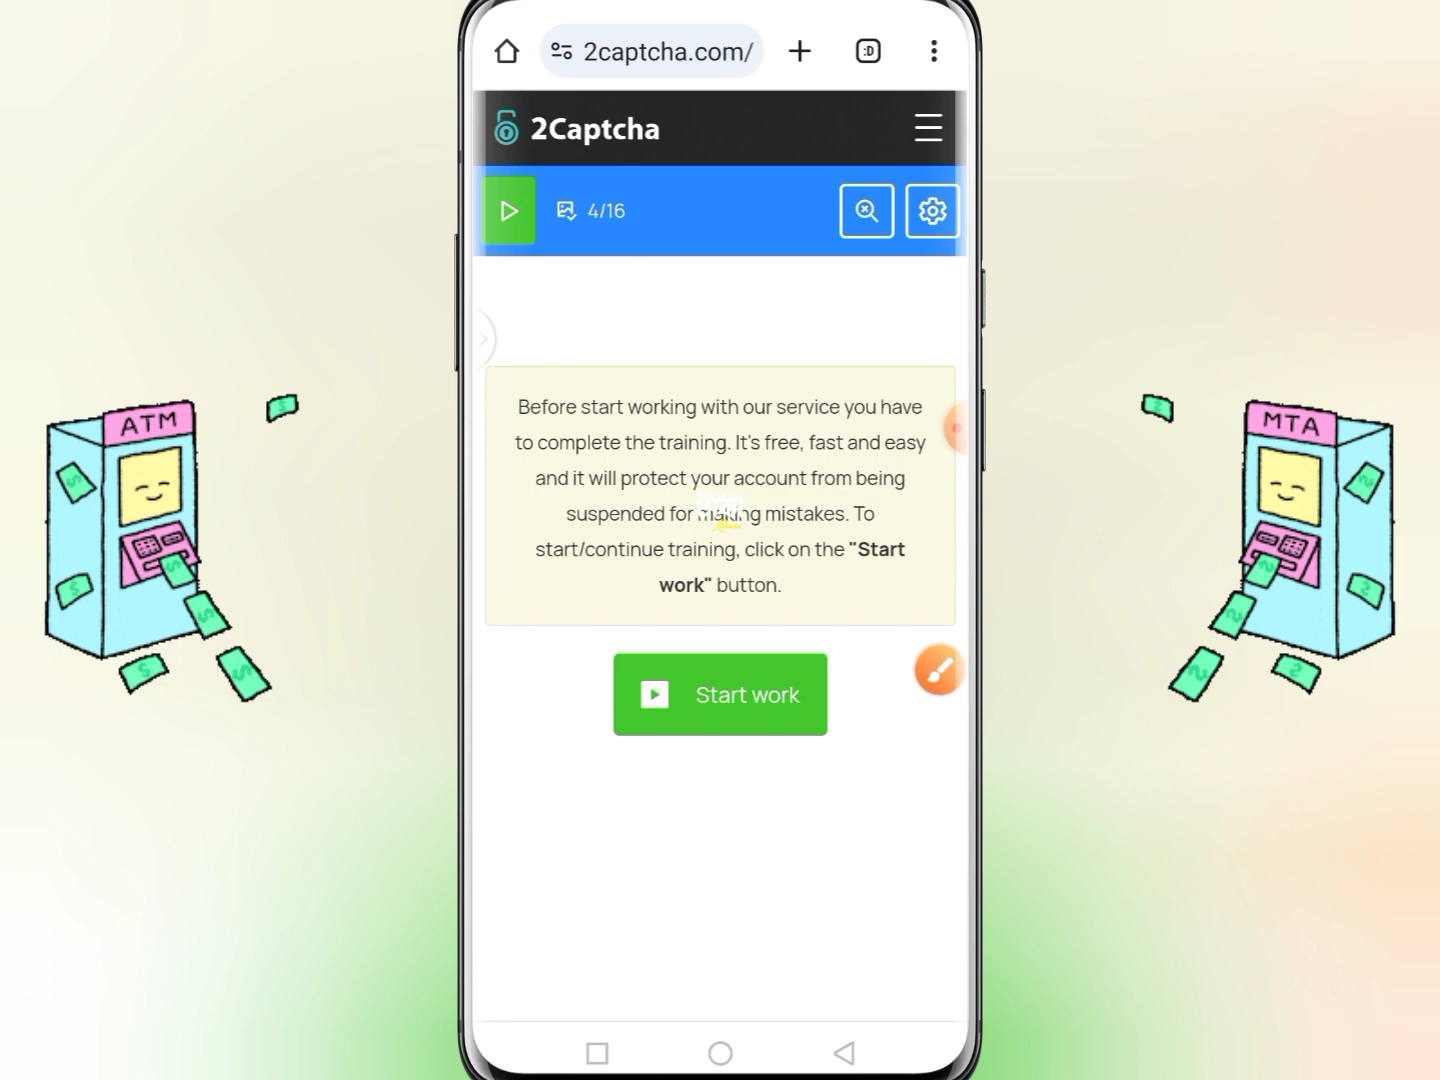 2captcha.com/
:D
2Captcha
4/16
Before start working with our service you have
to complete the training. It's free, fast and easy
and it will protect your account from being
suspended for making mistakes. To
start/continue training, click on the "Start
work" button.
Start work
ATM
MTA